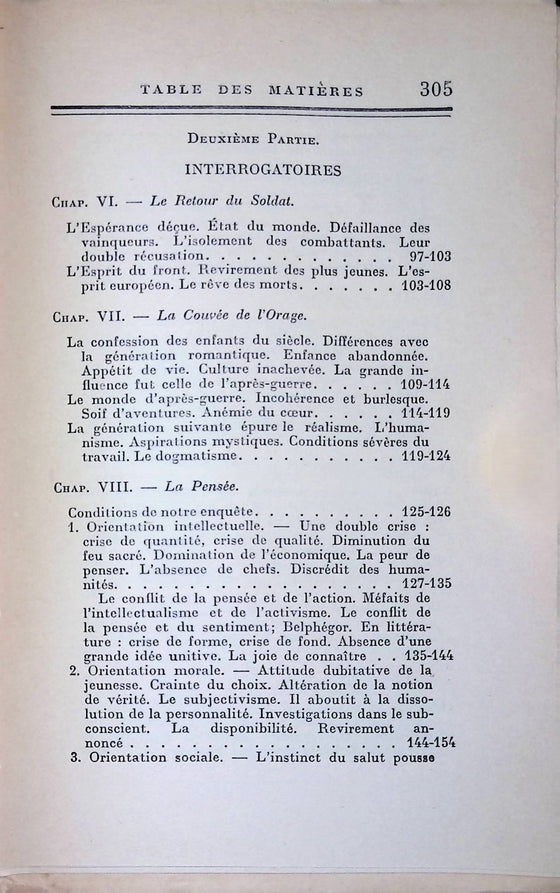 TABLE DES MATIÈRES 305
DEUXIÈME PARTIE.
INTERROGATOIRES
CHAP. VI. — Le Retour du Soldat.
L'Espérance déçue. État du monde. Défaillance des
vainqueurs. L'isolement des combattants. Leur
double récusation. . . . . . . . . . . . . 97-103
L'Esprit du front. Revirement des plus jeunes. L'es-
prit européen. Le rêve des morts. . . . . . . 103-108
CHAP. VII. — La Couvée de l'Orage.
La confession des enfants du siècle. Différences avec
la génération romantique. Enfance abandonnée.
Appétit de vie. Culture inachevée. La grande in-
fluence fut celle de l'après-guerre. . . . . . 109-114
Le monde d'après-guerre. Incohérence et burlesque.
Soif d'aventures. Anémie du cœur. . . . . . 114-119
La génération suivante épure le réalisme. L'huma-
nisme. Aspirations mystiques. Conditions sévères du
travail. Le dogmatisme. . . . . . . . . . . 119-124
CHAP. VIII. — La Pensée.
Conditions de notre enquête. . . . . . . . . . 125-126
1. Orientation intellectuelle. — Une double crise :
crise de quantité, crise de qualité. Diminution du
feu sacré. Domination de l'économique. La peur de
penser. L'absence de chefs. Discrédit des huma-
nités. . . . . . . . . . . . . . . . . . . 127-135
Le conflit de la pensée et de l'action. Méfaits de
l'intellectualisme et de l'activisme. Le conflit de
la pensée et du sentiment; Belphégor. En littéra-
ture : crise de forme, crise de fond. Absence d'une
grande idée unitive. La joie de connaître . . 135-144
2. Orientation morale. — Attitude dubitative de la
jeunesse. Crainte du choix. Altération de la notion
de vérité. Le subjectivisme. Il aboutit à la disso-
lution de la personnalité. Investigations dans le sub-
conscient. La disponibilité. Revirement an-
noncé . . . . . . . . . . . . . . . . . . 144-154
3. Orientation sociale. — L'instinct du salut pousse